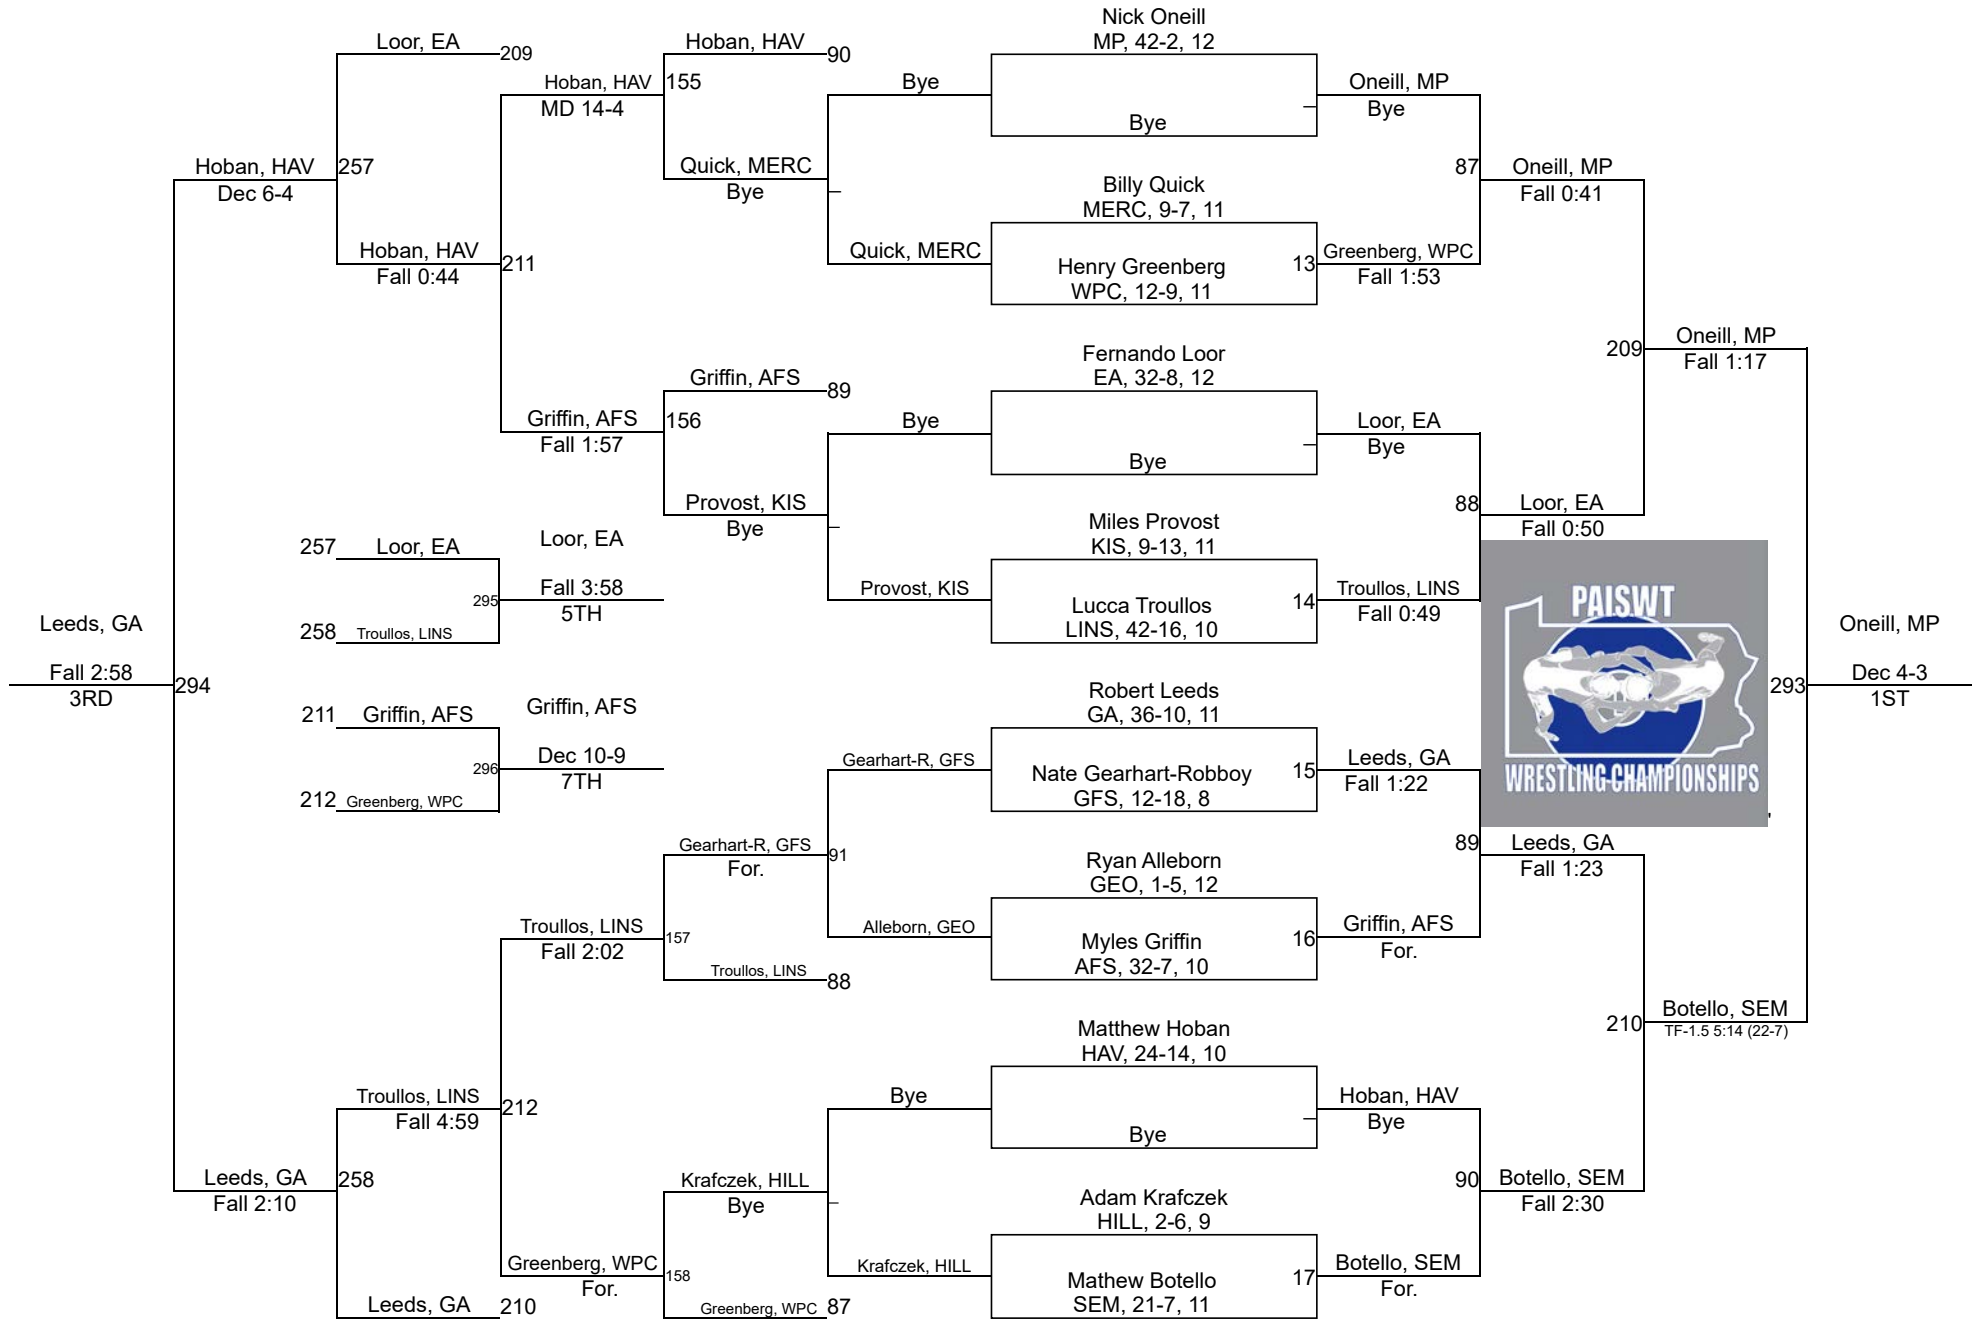 Nick Oneill
MP, 42-2, 12
Bye
Billy Quick
MERC, 9-7, 11
Henry Greenberg
WPC, 12-9, 11
13
Fernando Loor
EA, 32-8, 12
Bye
Miles Provost
KIS, 9-13, 11
Lucca Troullos
LINS, 42-16, 10
14
Robert Leeds
GA, 36-10, 11
Nate Gearhart-Robboy
GFS, 12-18, 8
15
Ryan Alleborn
GEO, 1-5, 12
Myles Griffin
AFS, 32-7, 10
16
Matthew Hoban
HAV, 24-14, 10
Bye
Adam Krafczek
HILL, 2-6, 9
Mathew Botello
SEM, 21-7, 11
17
Oneill, MP
Bye
87
Greenberg, WPC
Fall 1:53
Loor, EA
Bye
88
Troullos, LINS
Fall 0:49
Leeds, GA
Fall 1:22
89
Griffin, AFS
For.
Hoban, HAV
Bye
90
Botello, SEM
For.
Oneill, MP
Fall 0:41
209
Loor, EA
Fall 0:50
PAISWT
WRESTLING CHAMPIONSHIPS
Leeds, GA
Fall 1:23
210
Botello, SEM
Fall 2:30
Oneill, MP
Fall 1:17
293
Botello, SEM
TF-1.5 5:14 (22-7)
Oneill, MP
Dec 4-3
1ST
Bye
Quick, MERC
Bye
Provost, KIS
Gearhart-R, GFS
91
Alleborn, GEO
Bye
Krafczek, HILL
Hoban, HAV
90
155
Quick, MERC
Bye
Griffin, AFS
89
156
Provost, KIS
Bye
Gearhart-R, GFS
For.
157
Troullos, LINS
88
Krafczek, HILL
Bye
158
Greenberg, WPC
87
Hoban, HAV
MD 14-4
211
Griffin, AFS
Fall 1:57
Troullos, LINS
Fall 2:02
212
Greenberg, WPC
For.
Loor, EA
209
257
Hoban, HAV
Fall 0:44
Troullos, LINS
Fall 4:59
258
Leeds, GA
210
257
Loor, EA
295
258
Troullos, LINS
Loor, EA
Fall 3:58
5TH
211
Griffin, AFS
296
212
Greenberg, WPC
Griffin, AFS
Dec 10-9
7TH
Hoban, HAV
Dec 6-4
294
Leeds, GA
Fall 2:10
Leeds, GA
Fall 2:58
3RD